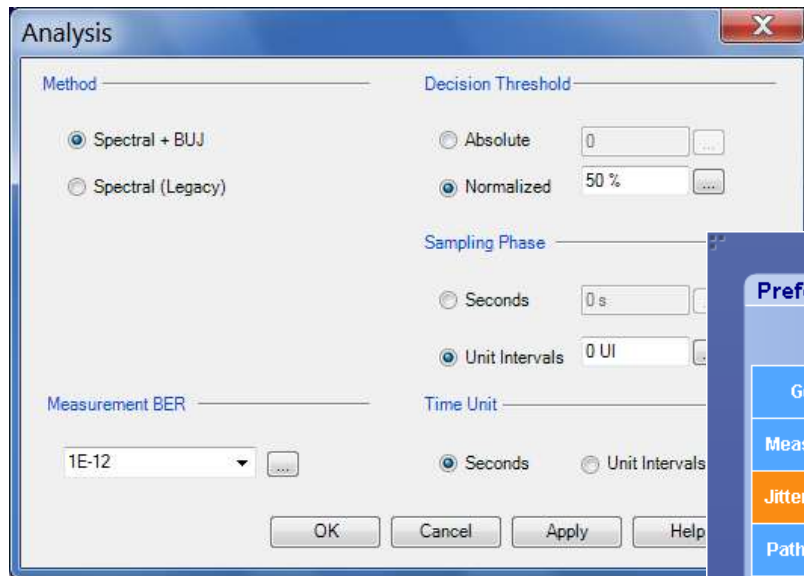 Analysis
Method
Spectral + BUJ
Spectral (Legacy)
Measurement BER
1E-12
...
Decision Threshold
Absolute
0
...
Normalized
50 %
...
Sampling Phase
Seconds
0 s
Unit Intervals
0 UI
Time Unit
Seconds
Unit Intervals
OK
Cancel
Apply
Help